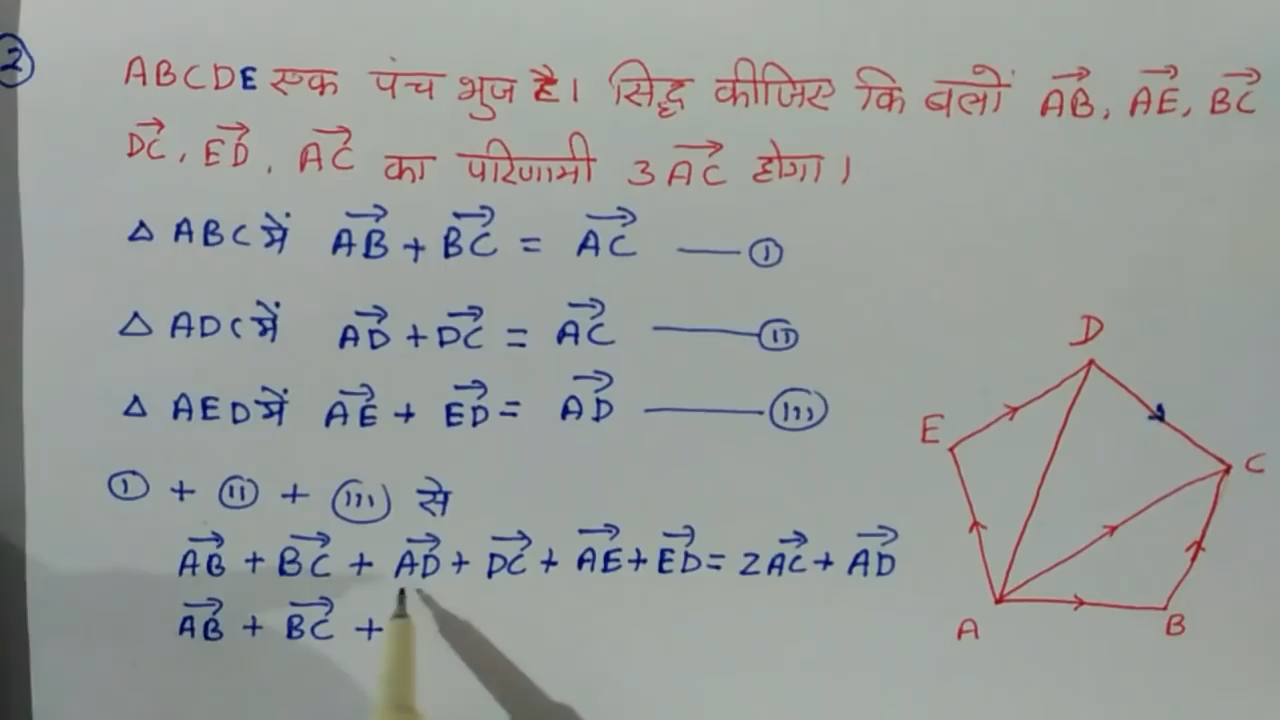 2
ABCDE एक पंच भुज है। सिद्ध कीजिए कि बलों AB→, AE→, BC→
DC→, ED→, AC→ का परिणामी 3AC→ होगा।
△ ABC में AB→ + BC→ = AC→ — (i)
△ ADC में AD→ + DC→ = AC→ — (ii)
△ AED में AE→ + ED→ = AD→ — (iii)
(i) + (ii) + (iii) से
AB→ + BC→ + AD→ + DC→ + AE→ + ED→ = 2AC→ + AD→
AB→ + BC→ +
D
E
C
A
B